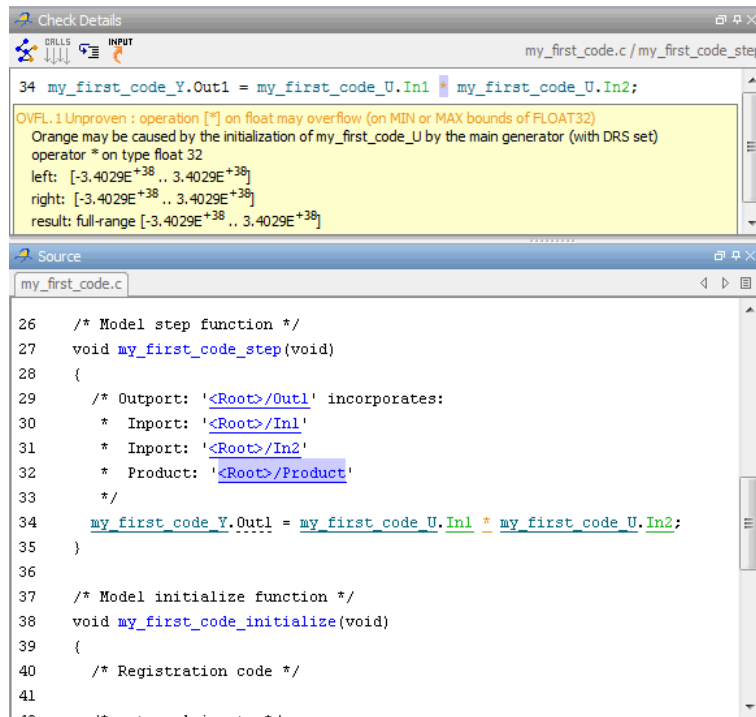 Check Details
CALLS INPUT my_first_code.c / my_first_code_step
34 my_first_code_Y.Out1 = my_first_code_U.In1 * my_first_code_U.In2;
OVFL.1 Unproven : operation [*] on float may overflow (on MIN or MAX bounds of FLOAT32)
Orange may be caused by the initialization of my_first_code_U by the main generator (with DRS set)
operator * on type float 32
left: [-3.4029E+38 .. 3.4029E+38]
right: [-3.4029E+38 .. 3.4029E+38]
result: full-range [-3.4029E+38 .. 3.4029E+38]
Source
my_first_code.c
26 /* Model step function */
27 void my_first_code_step(void)
28 {
29 /* Outport: '<Root>/Out1' incorporates:
30 * Inport: '<Root>/In1'
31 * Inport: '<Root>/In2'
32 * Product: '<Root>/Product'
33 */
34 my_first_code_Y.Out1 = my_first_code_U.In1 * my_first_code_U.In2;
35 }
36
37 /* Model initialize function */
38 void my_first_code_initialize(void)
39 {
40 /* Registration code */
41